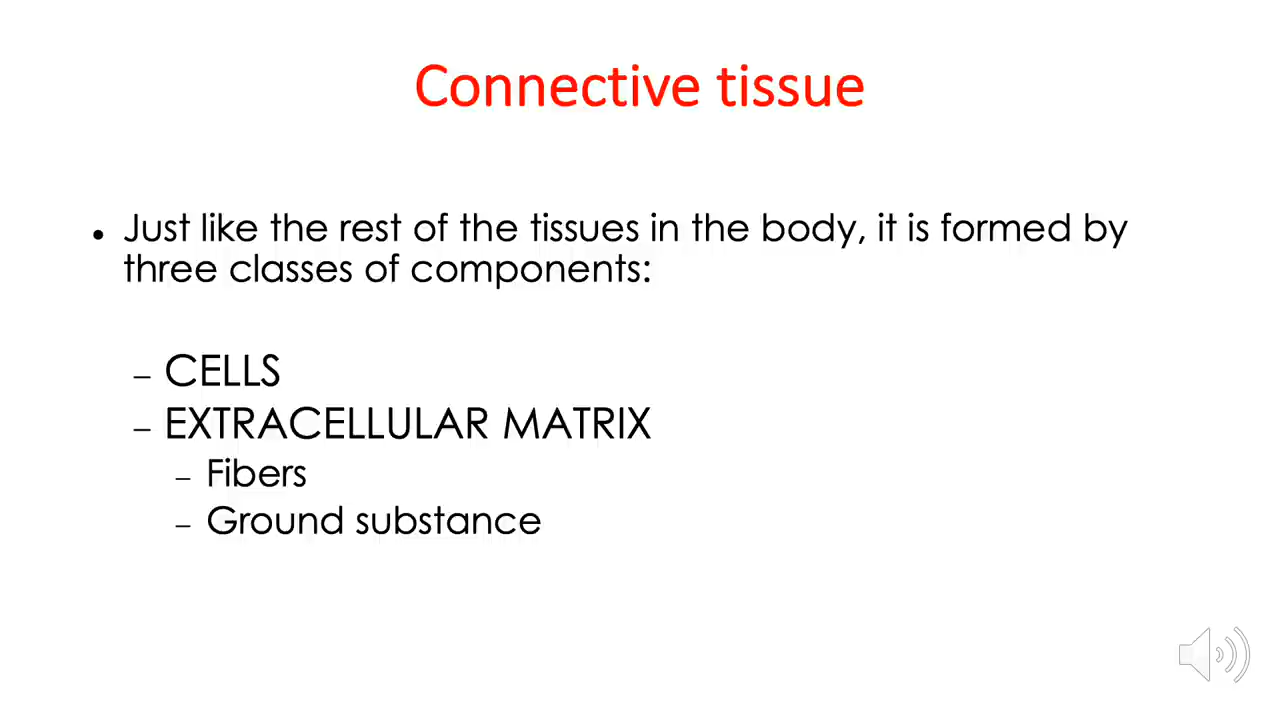 Connective tissue
• Just like the rest of the tissues in the body, it is formed by
three classes of components:
– CELLS
– EXTRACELLULAR MATRIX
– Fibers
– Ground substance